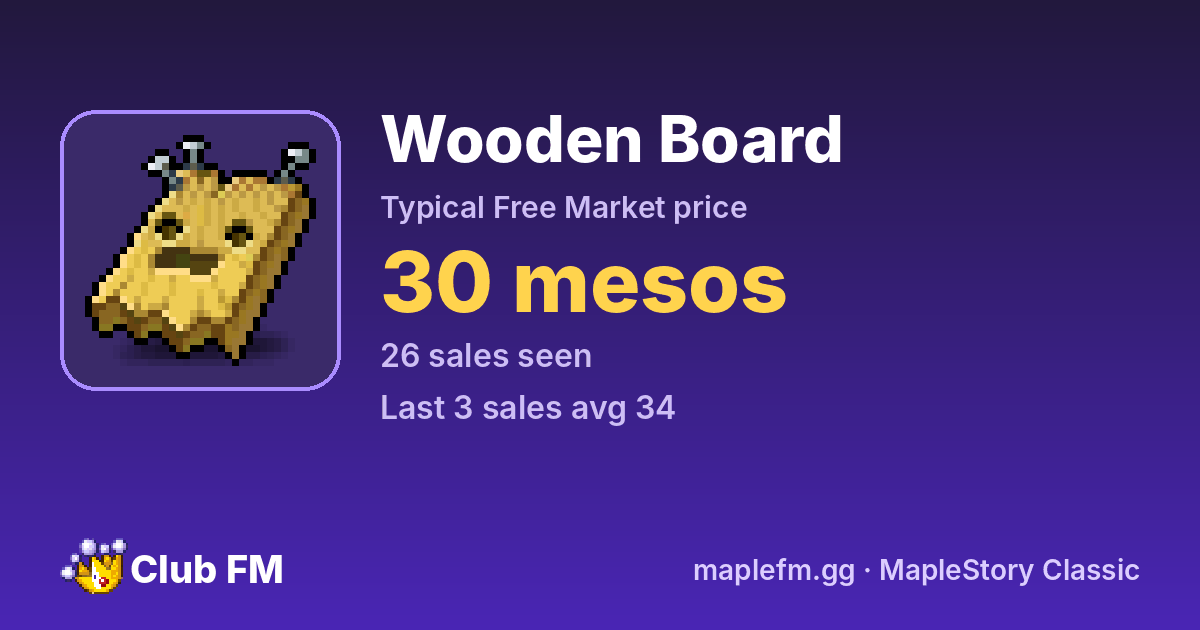 Wooden Board
Typical Free Market price
30 mesos
26 sales seen
Last 3 sales avg 34
Club FM
maplefm.gg · MapleStory Classic